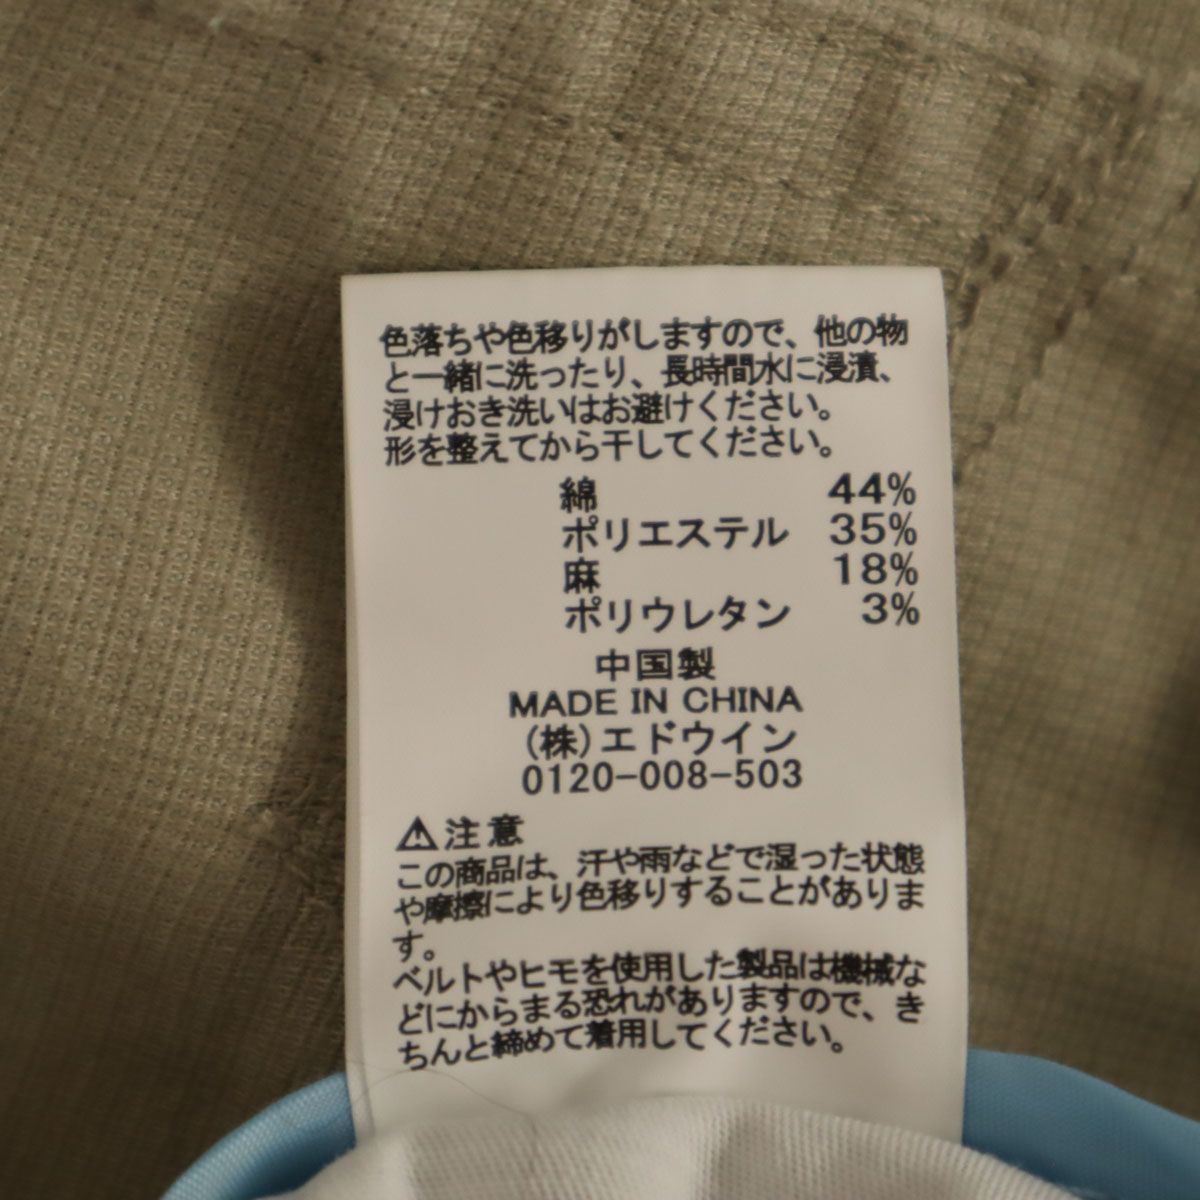 色落ちや色移りがしますので、他の物
と一緒に洗ったり、長時間水に浸漬、
浸けおき洗いはお避けください。
形を整えてから干してください。
綿 44%
ポリエステル 35%
麻 18%
ポリウレタン 3%
中国製
MADE IN CHINA
(株)エドウイン
0120-008-503
⚠注意
この商品は、汗や雨などで湿った状態
や摩擦により色移りすることがありま
す。
ベルトやヒモを使用した製品は機械な
どにからまる恐れがありますので、き
ちんと締めて着用してください。